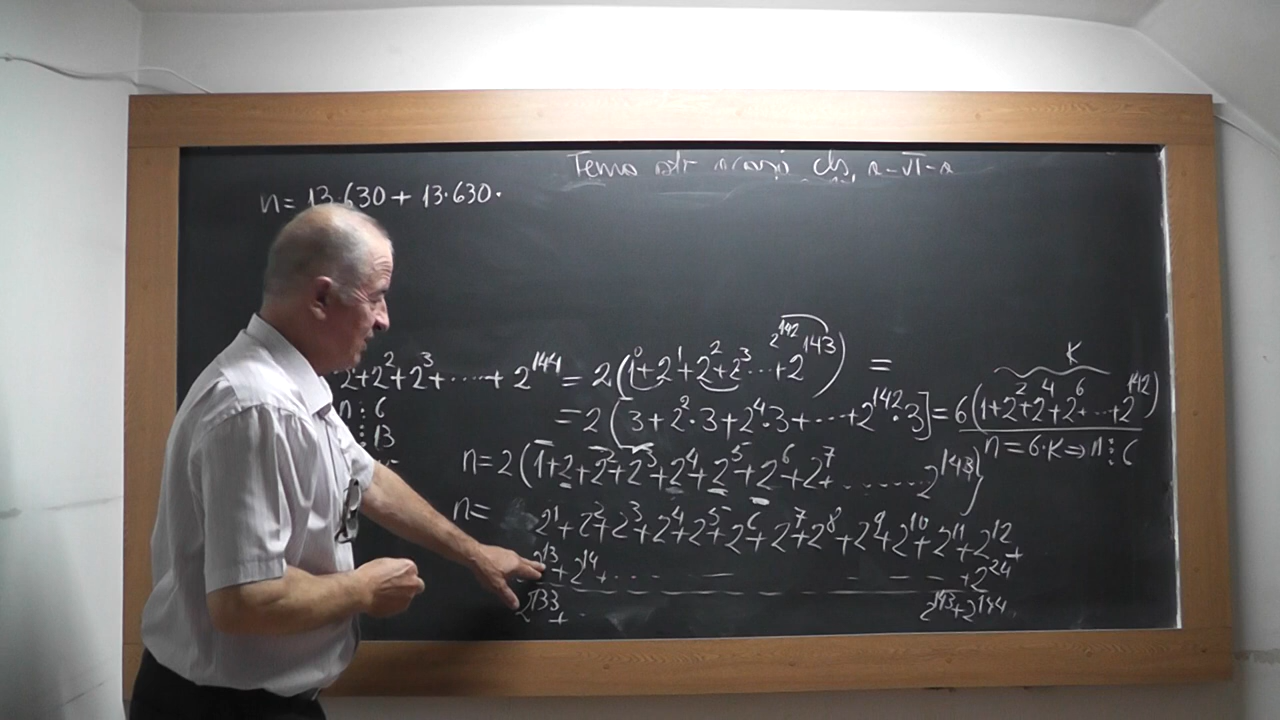 Tema
n = 13·630 + 13·630·
2¹+2²+2³+.....+ 2¹⁴⁴ = 2(1+2¹+2²+2³...+2¹⁴² 2¹⁴³) =
n ⋮ 6
= 2(3+2²·3+2⁴·3+.....+2¹⁴²·3] = 6(1+2²+2⁴+2⁶+...+2¹⁴²) K
⋮ 13
n = 6·K ⇒ n ⋮ 6
n = 2(1+2+2²+2³+2⁴+2⁵+2⁶+2⁷+.......2¹⁴³)
n = 2¹+2²+2³+2⁴+2⁵+2⁶+2⁷+2⁸+2⁹+2¹⁰+2¹¹+2¹²+
2¹³+2¹⁴+... — — — +2²⁴
2¹³³+.. 2¹⁴³+2¹⁴⁴